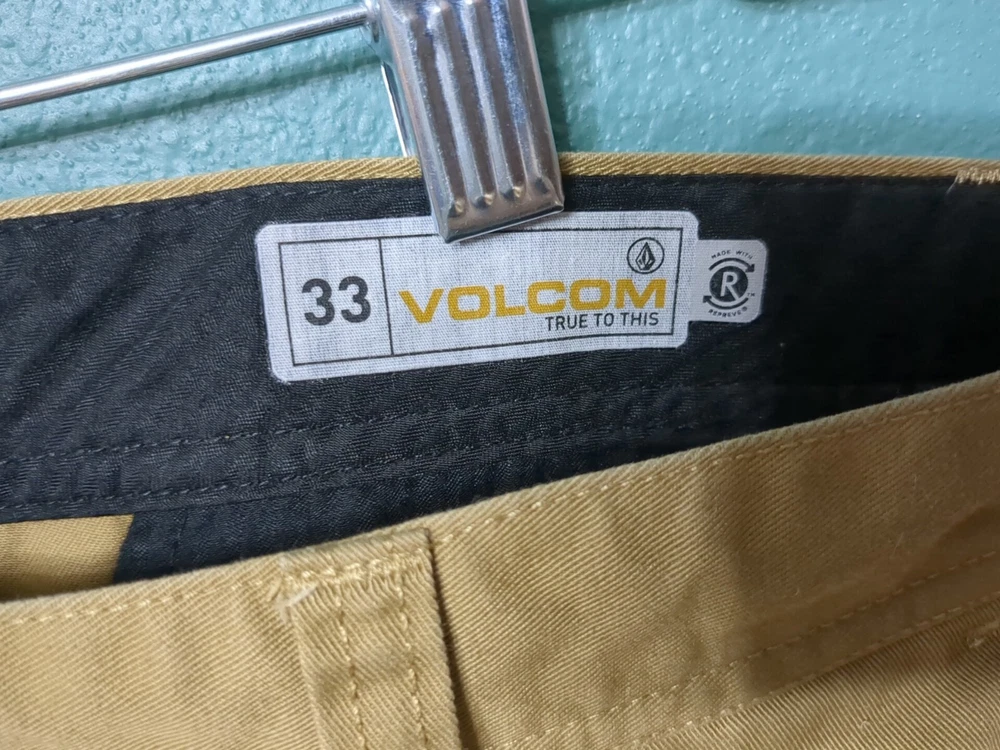 33
VOLCOM
TRUE TO THIS
MADE WITH
R
REPREVE®